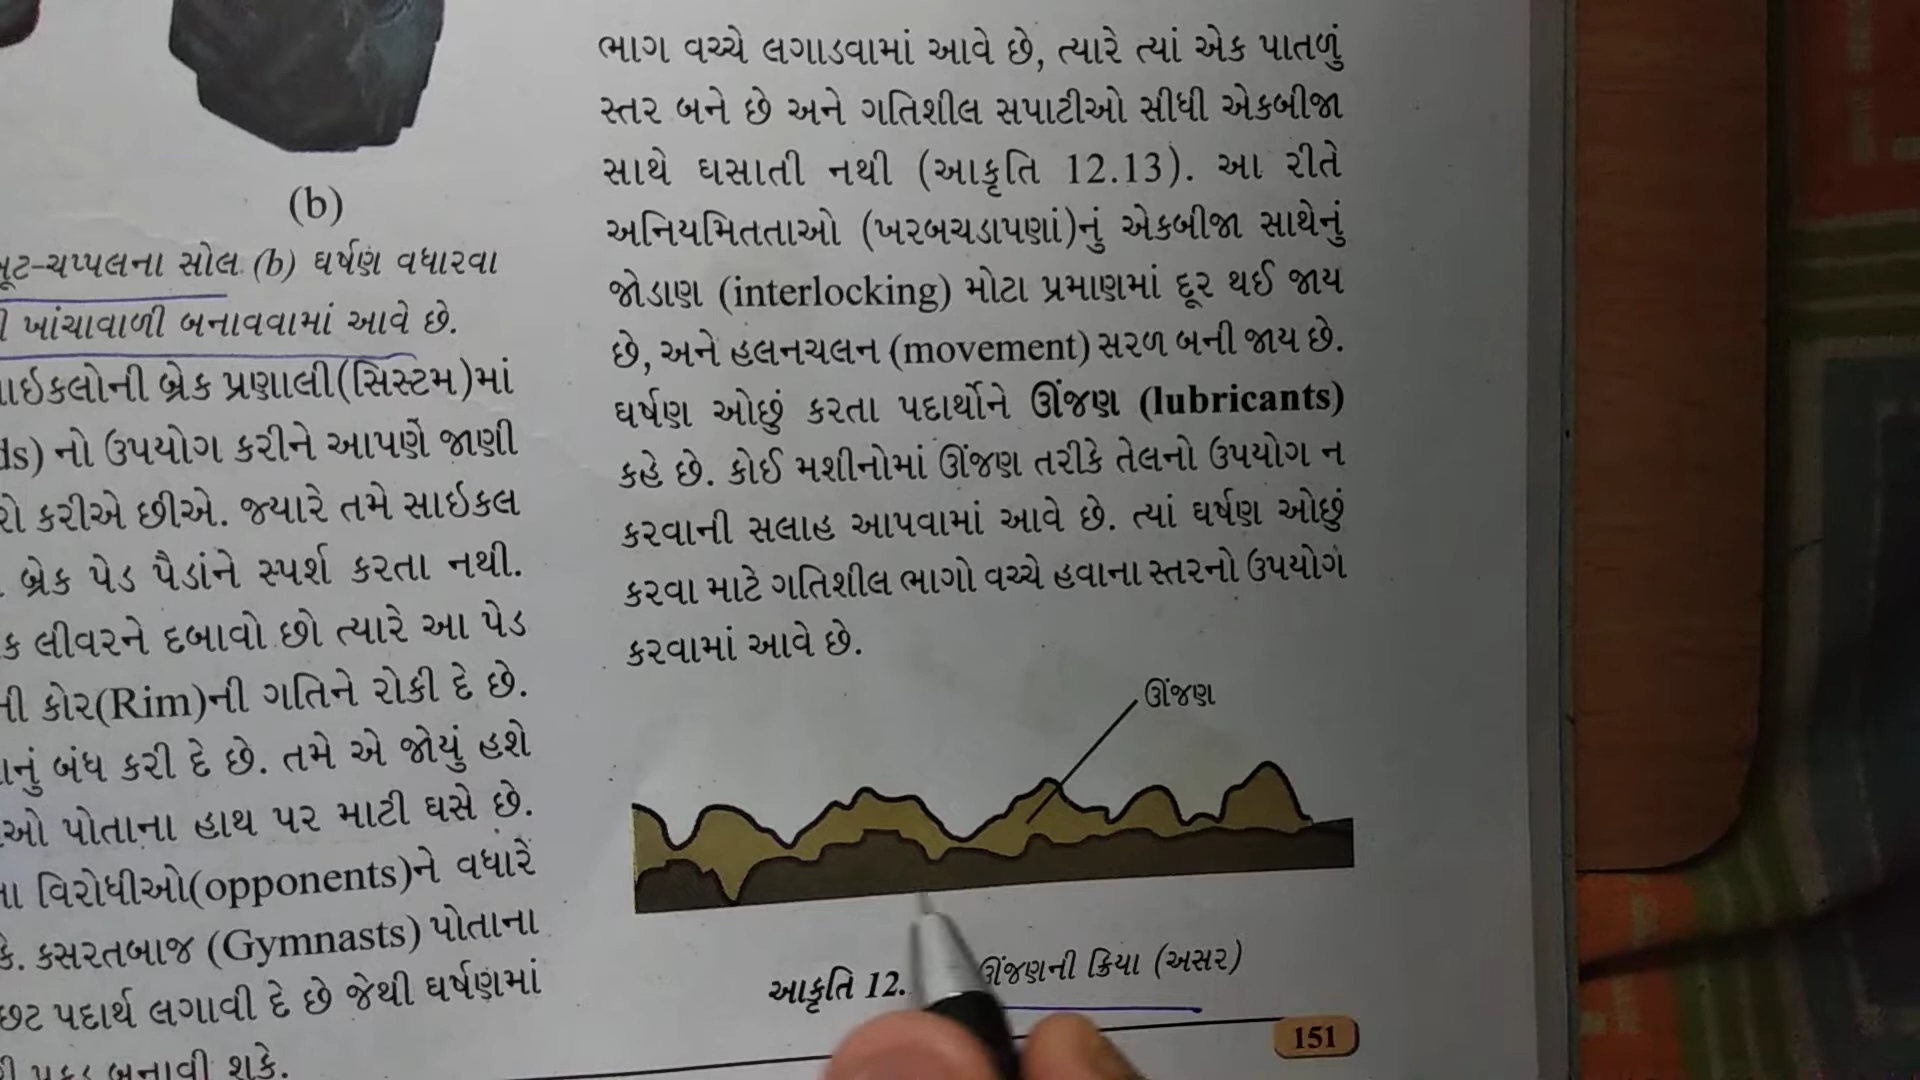 (b)
બૂટ-ચપ્પલના સોલ (b) ઘર્ષણ વધારવા
ખાંચાવાળી બનાવવામાં આવે છે.
બ્રેક પ્રણાલી(સિસ્ટમ)માં
નો ઉપયોગ કરીને આપણે જાણી
કરીએ છીએ. જ્યારે તમે સાઇકલ
બ્રેક પેડ પૈડાંને સ્પર્શ કરતા નથી.
લીવરને દબાવો છો ત્યારે આ પેડ
કોર(Rim)ની ગતિને રોકી દે છે.
બંધ કરી દે છે. તમે એ જોયું હશે
પોતાના હાથ પર માટી ઘસે છે.
વિરોધીઓ(opponents)ને વધારે
કે. કસરતબાજ (Gymnasts) પોતાના
પદાર્થ લગાવી દે છે જેથી ઘર્ષણમાં
બનાવી શકે.
ભાગ વચ્ચે લગાડવામાં આવે છે, ત્યારે ત્યાં એક પાતળું
સ્તર બને છે અને ગતિશીલ સપાટીઓ સીધી એકબીજા
સાથે ઘસાતી નથી (આકૃતિ 12.13). આ રીતે
અનિયમિતતાઓ (ખરબચડાપણાં)નું એકબીજા સાથેનું
જોડાણ (interlocking) મોટા પ્રમાણમાં દૂર થઈ જાય
છે, અને હલનચલન (movement) સરળ બની જાય છે.
ઘર્ષણ ઓછું કરતા પદાર્થોને ઊંજણ (lubricants)
કહે છે. કોઈ મશીનોમાં ઊંજણ તરીકે તેલનો ઉપયોગ ન
કરવાની સલાહ આપવામાં આવે છે. ત્યાં ઘર્ષણ ઓછું
કરવા માટે ગતિશીલ ભાગો વચ્ચે હવાના સ્તરનો ઉપયોગ
કરવામાં આવે છે.
ઊંજણ
આકૃતિ 12. ઊંજણની ક્રિયા (અસર)
151